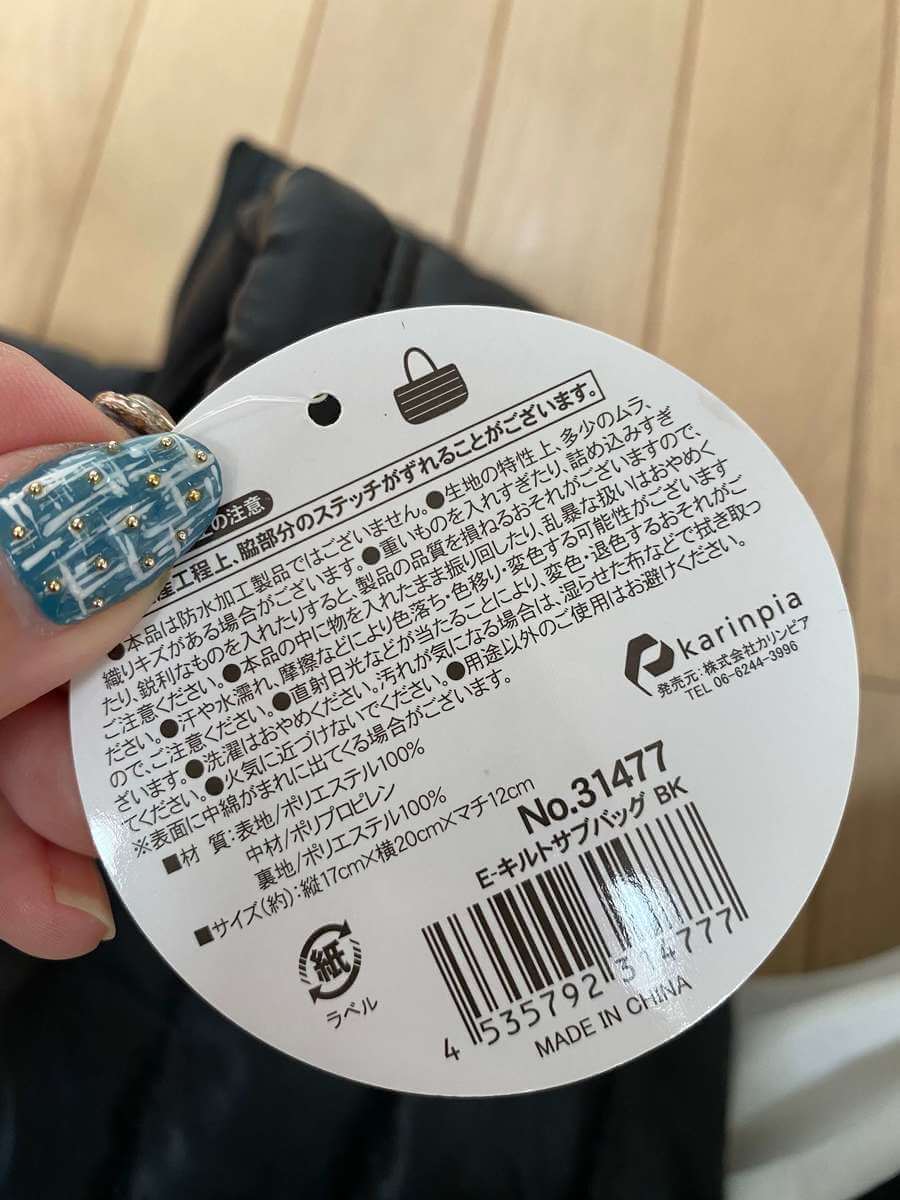 の注意
産工程上、脇部分のステッチがずれることがございます。
●本品は防水加工製品ではございません。●生地の特性上、多少のムラ、
織りキズがある場合がございます。●重いものを入れすぎたり、詰め込みすぎ
たり、鋭利なものを入れたりすると、製品の品質を損ねるおそれがございますので、
ご注意ください。●本品の中に物を入れたまま振り回したり、乱暴な扱いはおやめく
ださい。●汗や水濡れ、摩擦などにより色落ち・色移り・変色する可能性がございます
ので、ご注意ください。●直射日光などが当たることにより、変色・退色するおそれがご
ざいます。●洗濯はおやめください。汚れが気になる場合は、湿らせた布などで拭き取っ
てください。●火気に近づけないでください。●用途以外のご使用はお避けください。
※表面に中綿がまれに出てくる場合がございます。
■材 質:表地/ポリエステル100%
中材/ポリプロピレン
裏地/ポリエステル100%
■サイズ(約):縦17cm×横20cm×マチ12cm
karinpia
発売元:株式会社カリンピア
TEL 06-6244-3996
No.31477
E-キルトサブバッグ BK
4 535792 314777
MADE IN CHINA
紙
ラベル